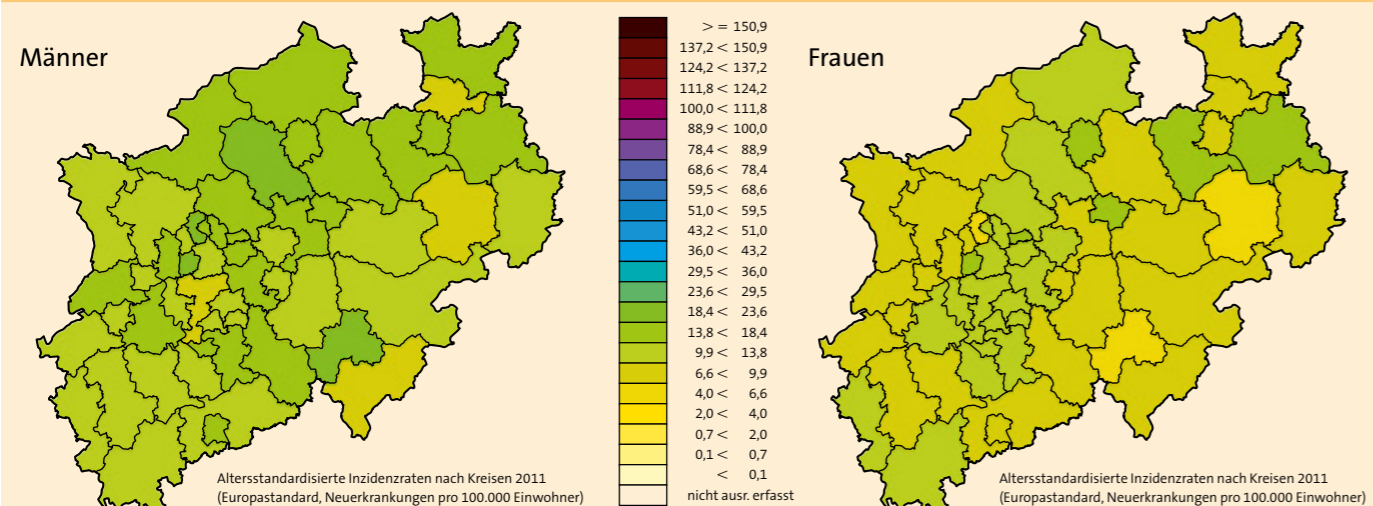 Männer
> = 150,9
137,2 < 150,9
124,2 < 137,2
111,8 < 124,2
100,0 < 111,8
88,9 < 100,0
78,4 < 88,9
68,6 < 78,4
59,5 < 68,6
51,0 < 59,5
43,2 < 51,0
36,0 < 43,2
29,5 < 36,0
23,6 < 29,5
18,4 < 23,6
13,8 < 18,4
9,9 < 13,8
6,6 < 9,9
4,0 < 6,6
2,0 < 4,0
0,7 < 2,0
0,1 < 0,7
< 0,1
nicht ausr. erfasst
Altersstandardisierte Inzidenzraten nach Kreisen 2011
(Europastandard, Neuerkrankungen pro 100.000 Einwohner)
Frauen
Altersstandardisierte Inzidenzraten nach Kreisen 2011
(Europastandard, Neuerkrankungen pro 100.000 Einwohner)